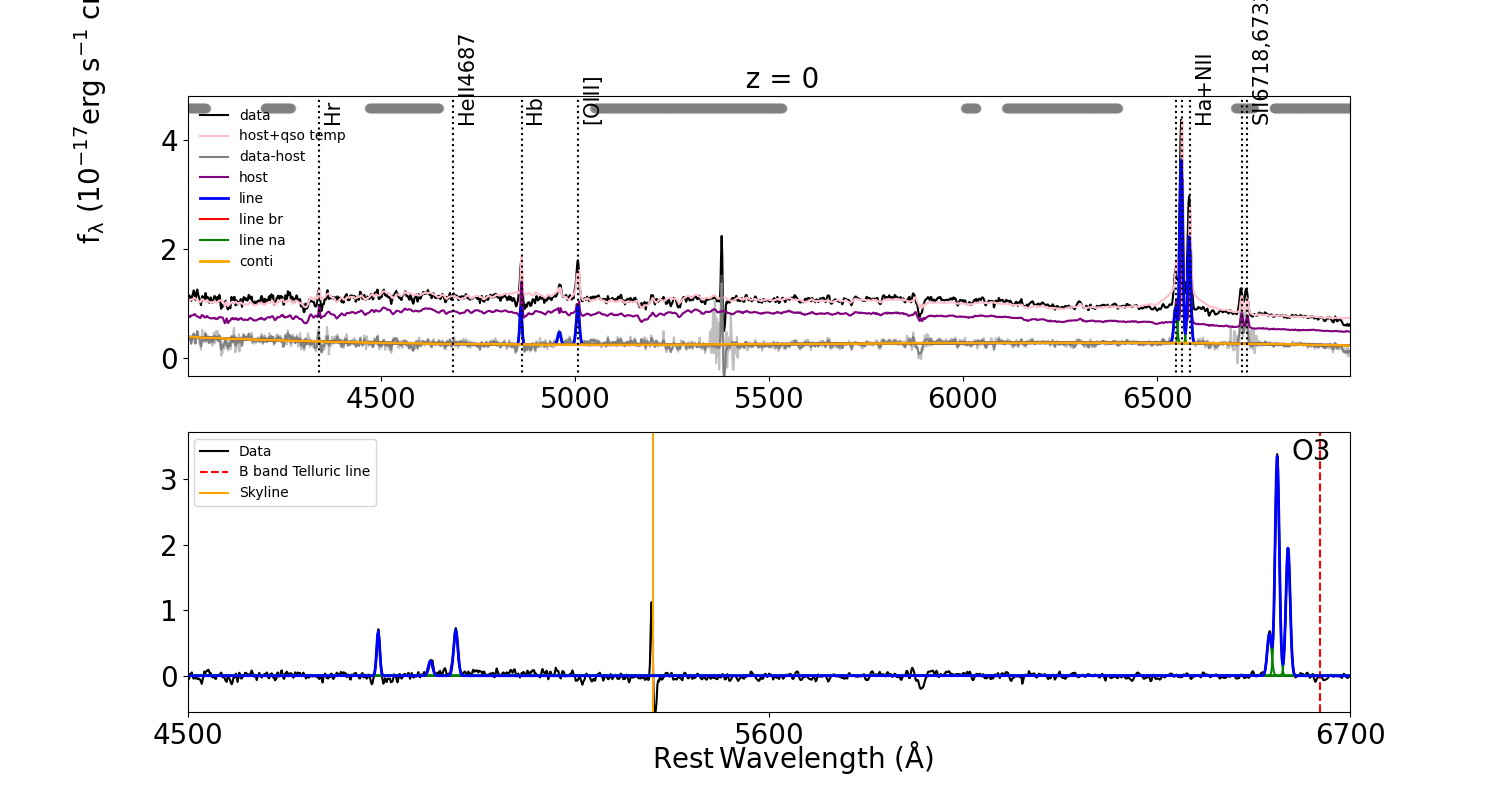 z = 0
fλ (10⁻¹⁷erg s⁻¹ c
Hr
HeII4687
Hb
[OIII]
Ha+NII
SII6718,673
data
host+qso temp
data-host
host
line
line br
line na
conti
4
2
0
4500 5000 5500 6000 6500
Data
B band Telluric line
Skyline
O3
3
2
1
0
4500 5600 6700
Rest Wavelength (Å)